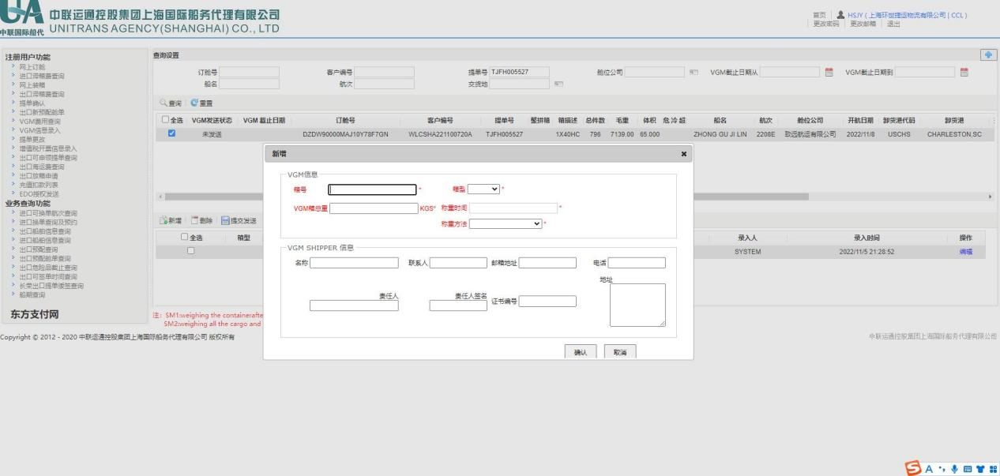 中联运通控股集团上海国际船务代理有限公司
UNITRANS AGENCY(SHANGHAI) CO., LTD
中联国际船代
首页 HSJY ( 上海环世捷运物流有限公司 | CCL )
更改密码 更改邮箱 退出
注册用户功能
网上订舱
进口滞箱费查询
网上装箱
出口滞箱费查询
提单确认
出口新预配舱单
VGM费用查询
VGM信息录入
提单更改
增值税开票信息录入
出口可申领提单查询
出口海运费查询
出口放箱申请
充值扣款列表
EDO授权发送
业务查询功能
进口可换单航次查询
进口换单查询及预约
出口船舶信息查询
进口船舶信息查询
出口预配查询
出口预配舱单查询
出口危险品截止查询
出口可签单时间查询
长荣出口提单缓签查询
船期查询
东方支付网
查询设置
订舱号 客户编号 提单号 TJFH005527 舱位公司 VGM截止日期从 VGM截止日期到
船名 航次 交货地
查询 重置
全选 VGM发送状态 VGM 截止日期 订舱号 客户编号 提单号 整拼箱 箱描述 总件数 毛重 体积 危 冷 超 船名 航次 舱位公司 开航日期 卸货港代码 卸货港
未发送 DZDW90000MAJ10Y78F7GN WLCSHA221100720A TJFH005527 1X40HC 796 7139.00 65.000 ZHONG GU JI LIN 2208E 致远航运有限公司 2022/11/8 USCHS CHARLESTON,SC
新增
VGM信息
箱号 * 箱型 *
VGM箱总重 KGS* 称重时间 *
称重方法 *
VGM SHIPPER 信息
名称 联系人 邮箱地址 电话
地址
责任人 责任人签名 证书编号
确认 取消
新增 删除 提交发送
全选 箱型 录入人 录入时间 操作
SYSTEM 2022/11/5 21:28:52 编辑
注: SM1:weighing the containerafte
SM2:weighing all the cargo and
Copyright © 2012 - 2020 中联运通控股集团上海国际船务代理有限公司 版权所有
中联运通控股集团上海国际船务代理有限公司